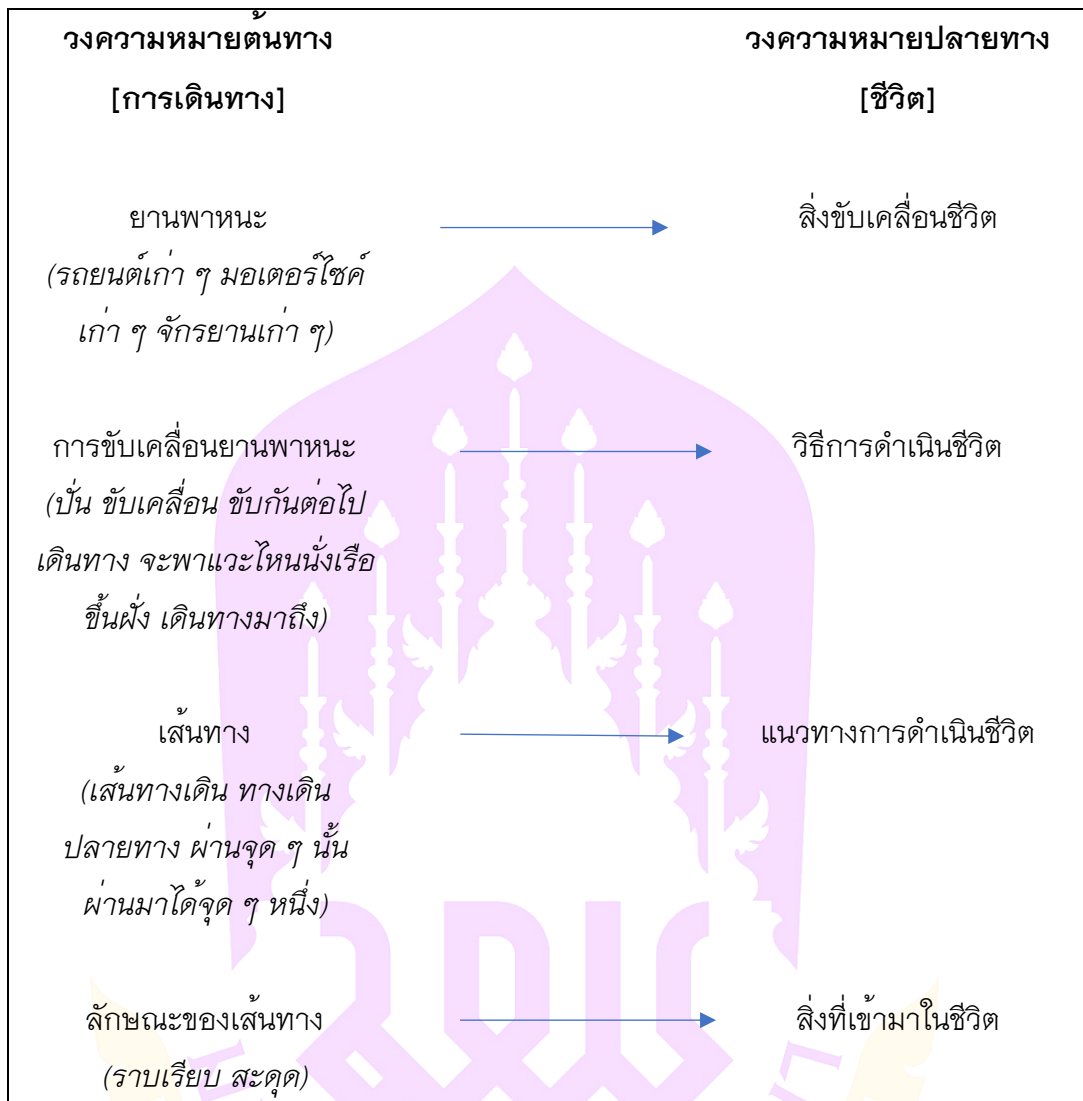 วงความหมายต้นทาง วงความหมายปลายทาง
[การเดินทาง] [ชีวิต]
ยานพาหนะ สิ่งขับเคลื่อนชีวิต
(รถยนต์เก่า ๆ มอเตอร์ไซค์
เก่า ๆ จักรยานเก่า ๆ)
การขับเคลื่อนยานพาหนะ วิธีการดำเนินชีวิต
(ปั่น ขับเคลื่อน ขับกันต่อไป
เดินทาง จะพาแวะไหนนั่งเรือ
ขึ้นฝั่ง เดินทางมาถึง)
เส้นทาง แนวทางการดำเนินชีวิต
(เส้นทางเดิน ทางเดิน
ปลายทาง ผ่านจุด ๆ นั้น
ผ่านมาได้จุด ๆ หนึ่ง)
ลักษณะของเส้นทาง สิ่งที่เข้ามาในชีวิต
(ราบเรียบ สะดุด)